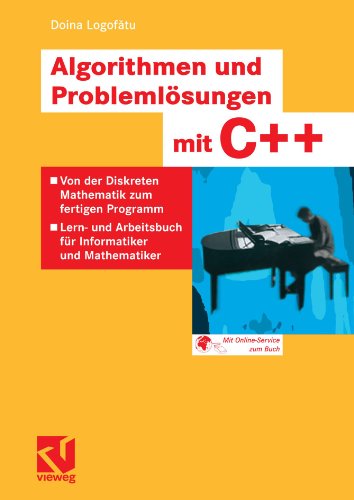 Doina Logofătu
Algorithmen und
Problemlösungen
mit C++
Von der Diskreten
Mathematik zum
fertigen Programm
Lern- und Arbeitsbuch
für Informatiker
und Mathematiker
Mit Online-Service
zum Buch
vieweg